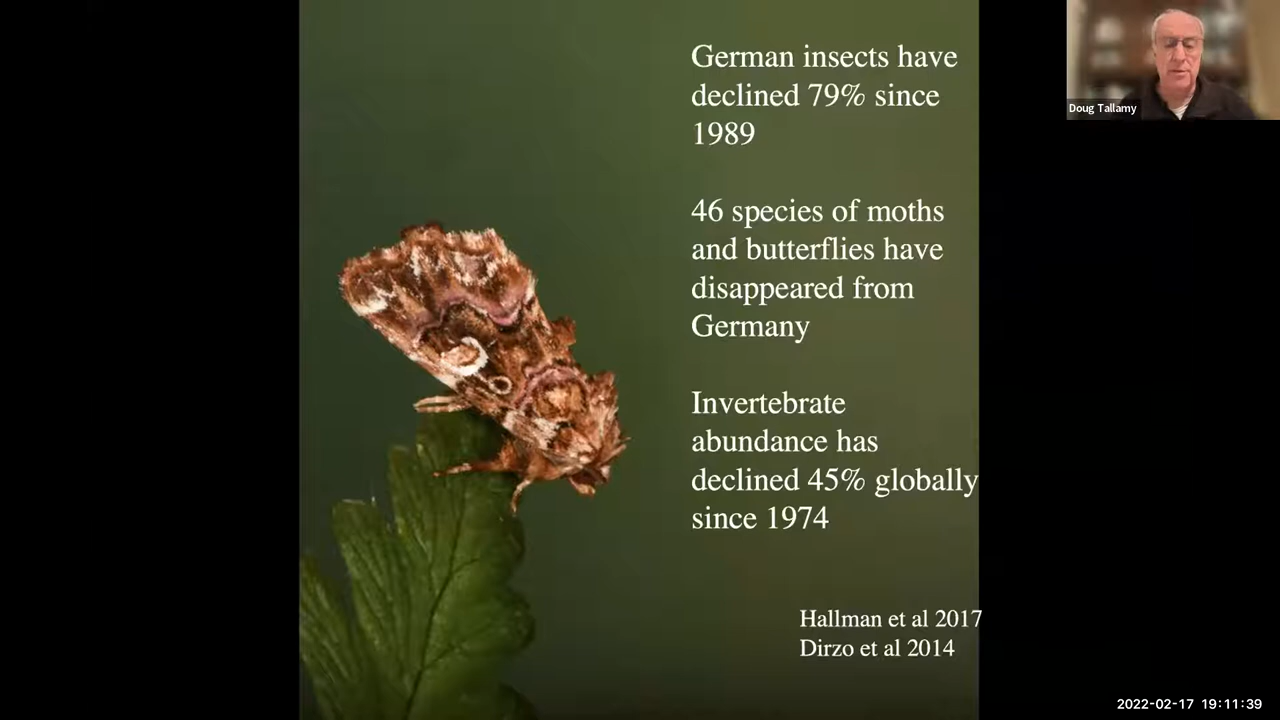 German insects have
declined 79% since
1989
46 species of moths
and butterflies have
disappeared from
Germany
Invertebrate
abundance has
declined 45% globally
since 1974
Hallman et al 2017
Dirzo et al 2014
Doug Tallamy
2022-02-17 19:11:39